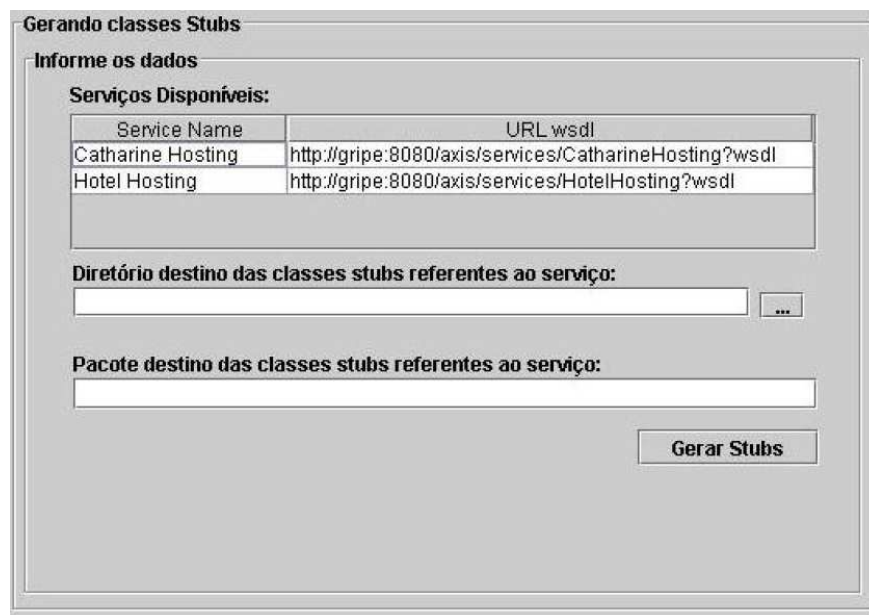 Gerando classes Stubs
Informe os dados
Serviços Disponíveis:
Service Name URL wsdl
Catharine Hosting http://gripe:8080/axis/services/CatharineHosting?wsdl
Hotel Hosting http://gripe:8080/axis/services/HotelHosting?wsdl
Diretório destino das classes stubs referentes ao serviço:
...
Pacote destino das classes stubs referentes ao serviço:
Gerar Stubs